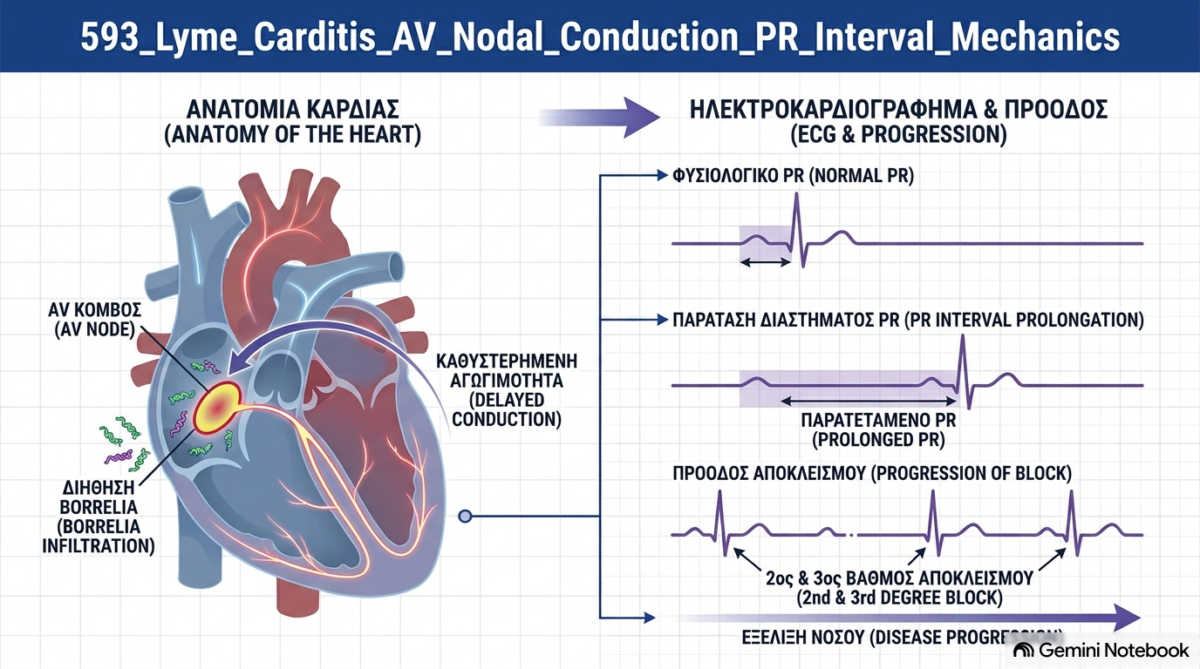 593_Lyme_Carditis_AV_Nodal_Conduction_PR_Interval_Mechanics
ΑΝΑΤΟΜΙΑ ΚΑΡΔΙΑΣ
(ANATOMY OF THE HEART)
AV ΚΟΜΒΟΣ
(AV NODE)
ΚΑΘΥΣΤΕΡΗΜΕΝΗ
ΑΓΩΓΙΜΟΤΗΤΑ
(DELAYED
CONDUCTION)
ΔΙΗΘΗΣΗ
BORRELIA
(BORRELIA
INFILTRATION)
ΗΛΕΚΤΡΟΚΑΡΔΙΟΓΡΑΦΗΜΑ & ΠΡΟΟΔΟΣ
(ECG & PROGRESSION)
ΦΥΣΙΟΛΟΓΙΚΟ PR (NORMAL PR)
ΠΑΡΑΤΑΣΗ ΔΙΑΣΤΗΜΑΤΟΣ PR (PR INTERVAL PROLONGATION)
ΠΑΡΑΤΕΤΑΜΕΝΟ PR
(PROLONGED PR)
ΠΡΟΟΔΟΣ ΑΠΟΚΛΕΙΣΜΟΥ (PROGRESSION OF BLOCK)
2ος & 3ος ΒΑΘΜΟΣ ΑΠΟΚΛΕΙΣΜΟΥ
(2nd & 3rd DEGREE BLOCK)
ΕΞΕΛΙΞΗ ΝΟΣΟΥ (DISEASE PROGRESSION)
Gemini Notebook